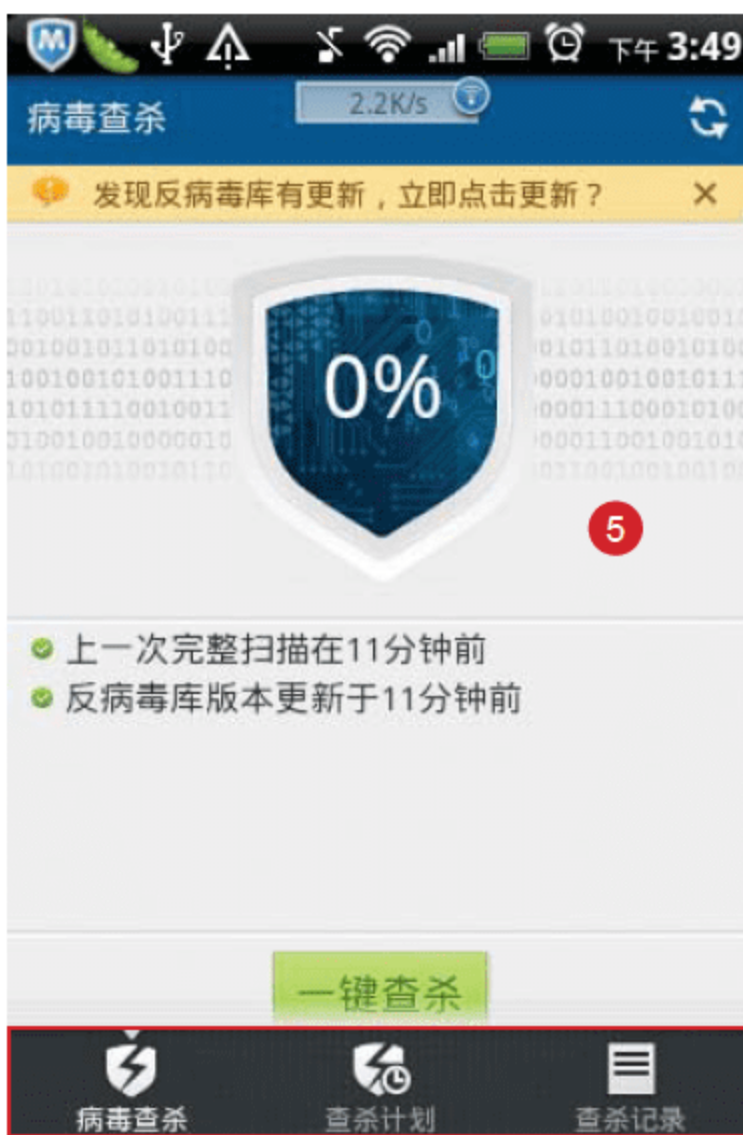 下午 3:49
病毒查杀
2.2K/s
发现反病毒库有更新，立即点击更新？
0%
5
上一次完整扫描在11分钟前
反病毒库版本更新于11分钟前
一键查杀
病毒查杀
查杀计划
查杀记录